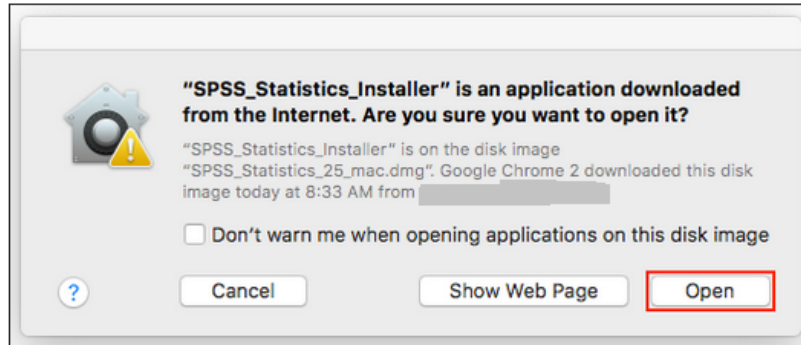 “SPSS_Statistics_Installer” is an application downloaded
from the Internet. Are you sure you want to open it?
“SPSS_Statistics_Installer” is on the disk image
“SPSS_Statistics_25_mac.dmg”. Google Chrome 2 downloaded this disk
image today at 8:33 AM from
Don’t warn me when opening applications on this disk image
? Cancel Show Web Page Open